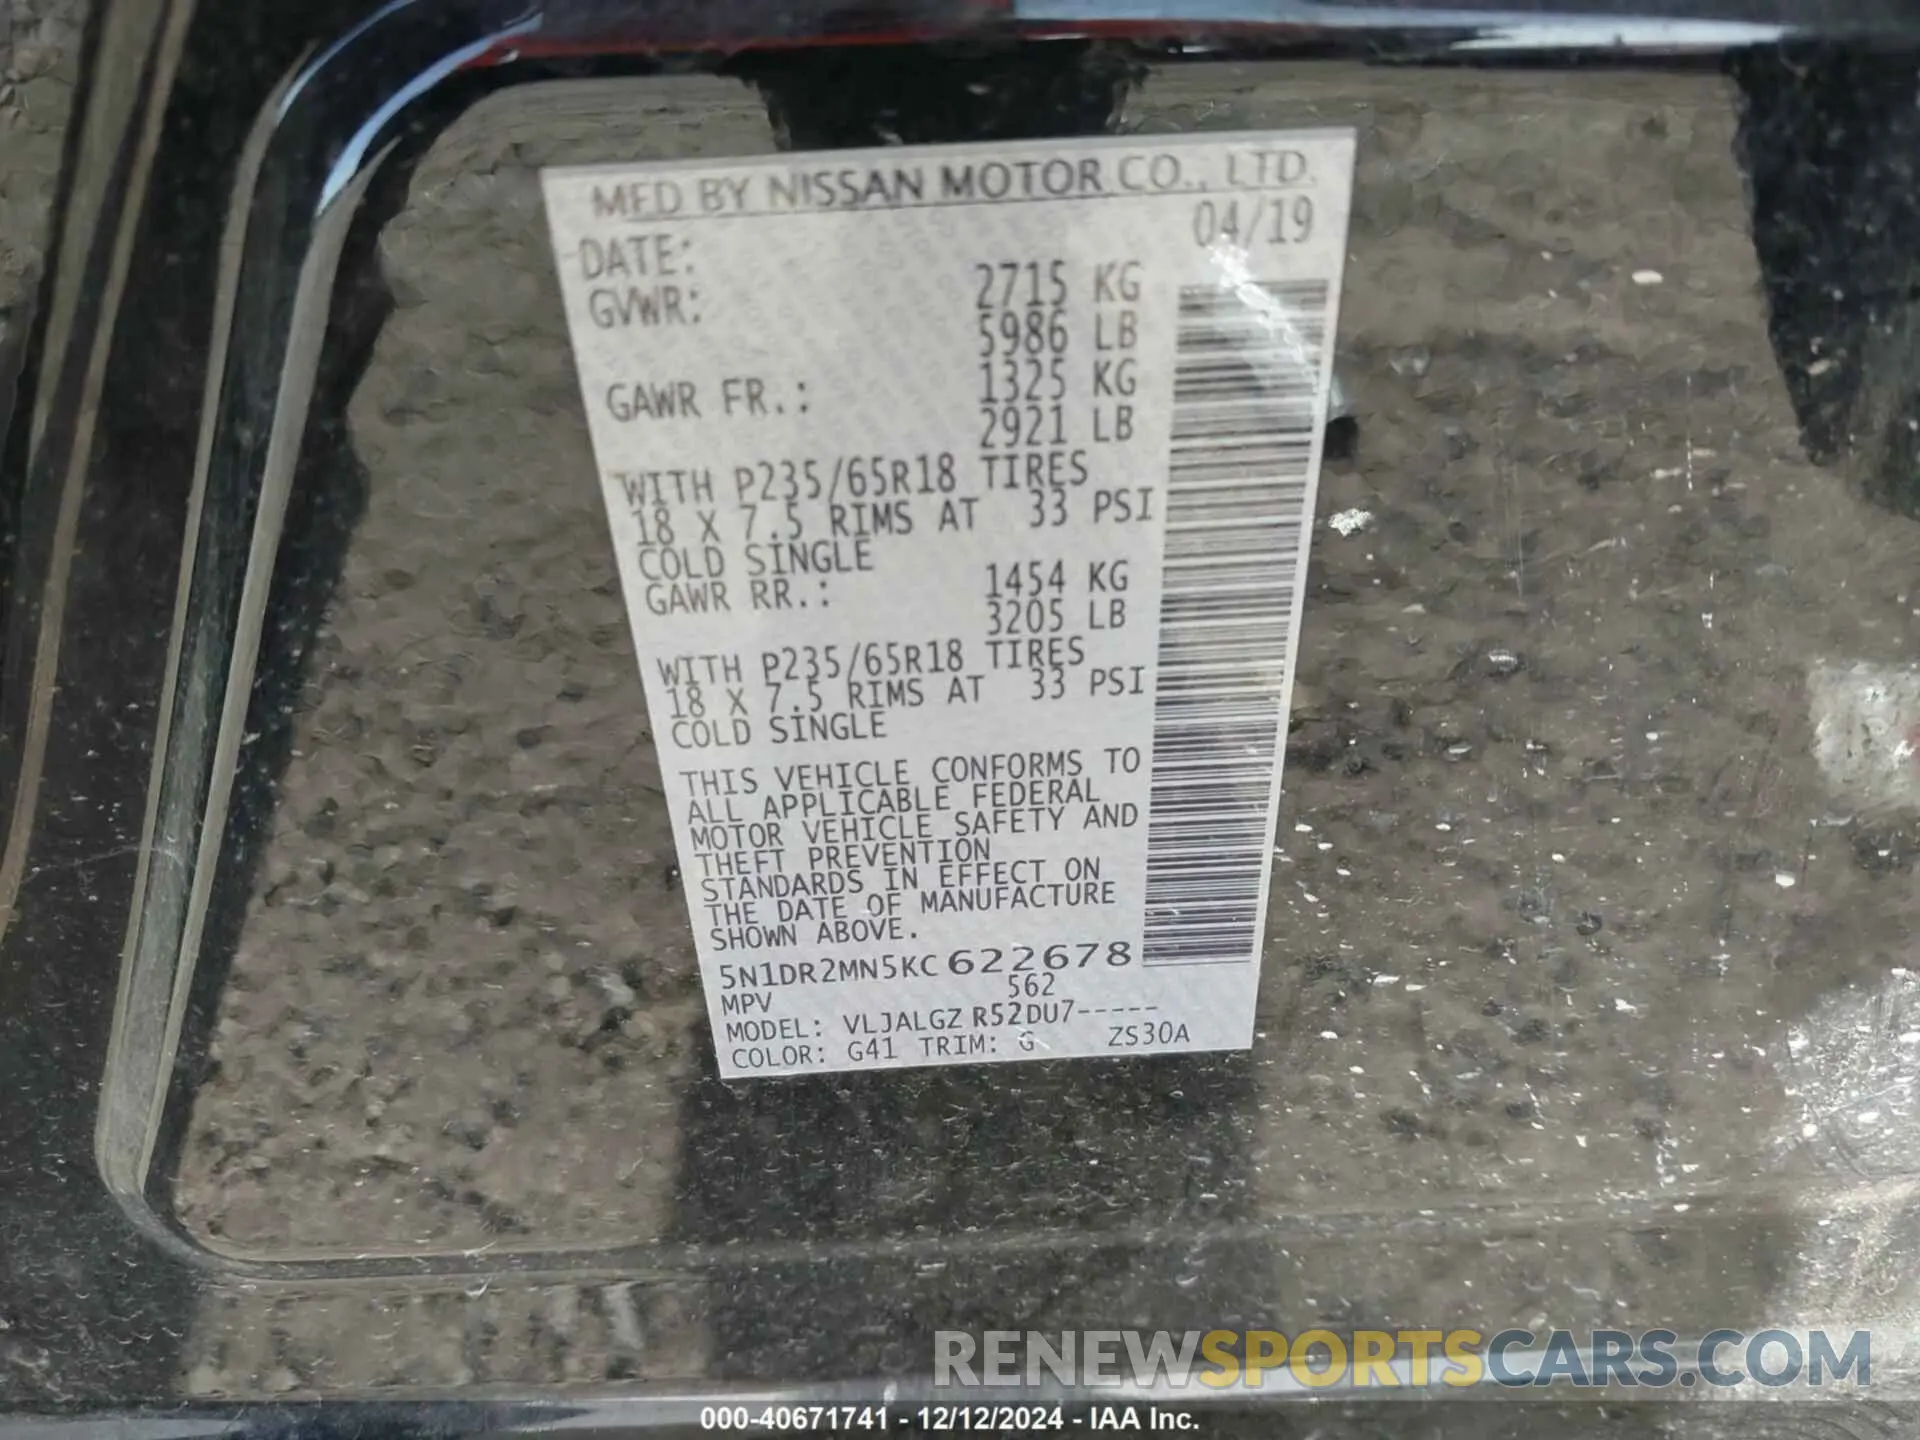 MFD BY NISSAN MOTOR CO., LTD.
DATE: 04/19
GVWR: 2715 KG
5986 LB
GAWR FR.: 1325 KG
2921 LB
WITH P235/65R18 TIRES
18 X 7.5 RIMS AT 33 PSI
COLD SINGLE
GAWR RR.: 1454 KG
3205 LB
WITH P235/65R18 TIRES
18 X 7.5 RIMS AT 33 PSI
COLD SINGLE
THIS VEHICLE CONFORMS TO
ALL APPLICABLE FEDERAL
MOTOR VEHICLE SAFETY AND
THEFT PREVENTION
STANDARDS IN EFFECT ON
THE DATE OF MANUFACTURE
SHOWN ABOVE.
5N1DR2MN5KC622678
MPV 562
MODEL: VLJALGZ R52DU7-----
COLOR: G41 TRIM: G ZS30A
RENEWSPORTSCARS.COM
000-40671741 - 12/12/2024 - IAA Inc.